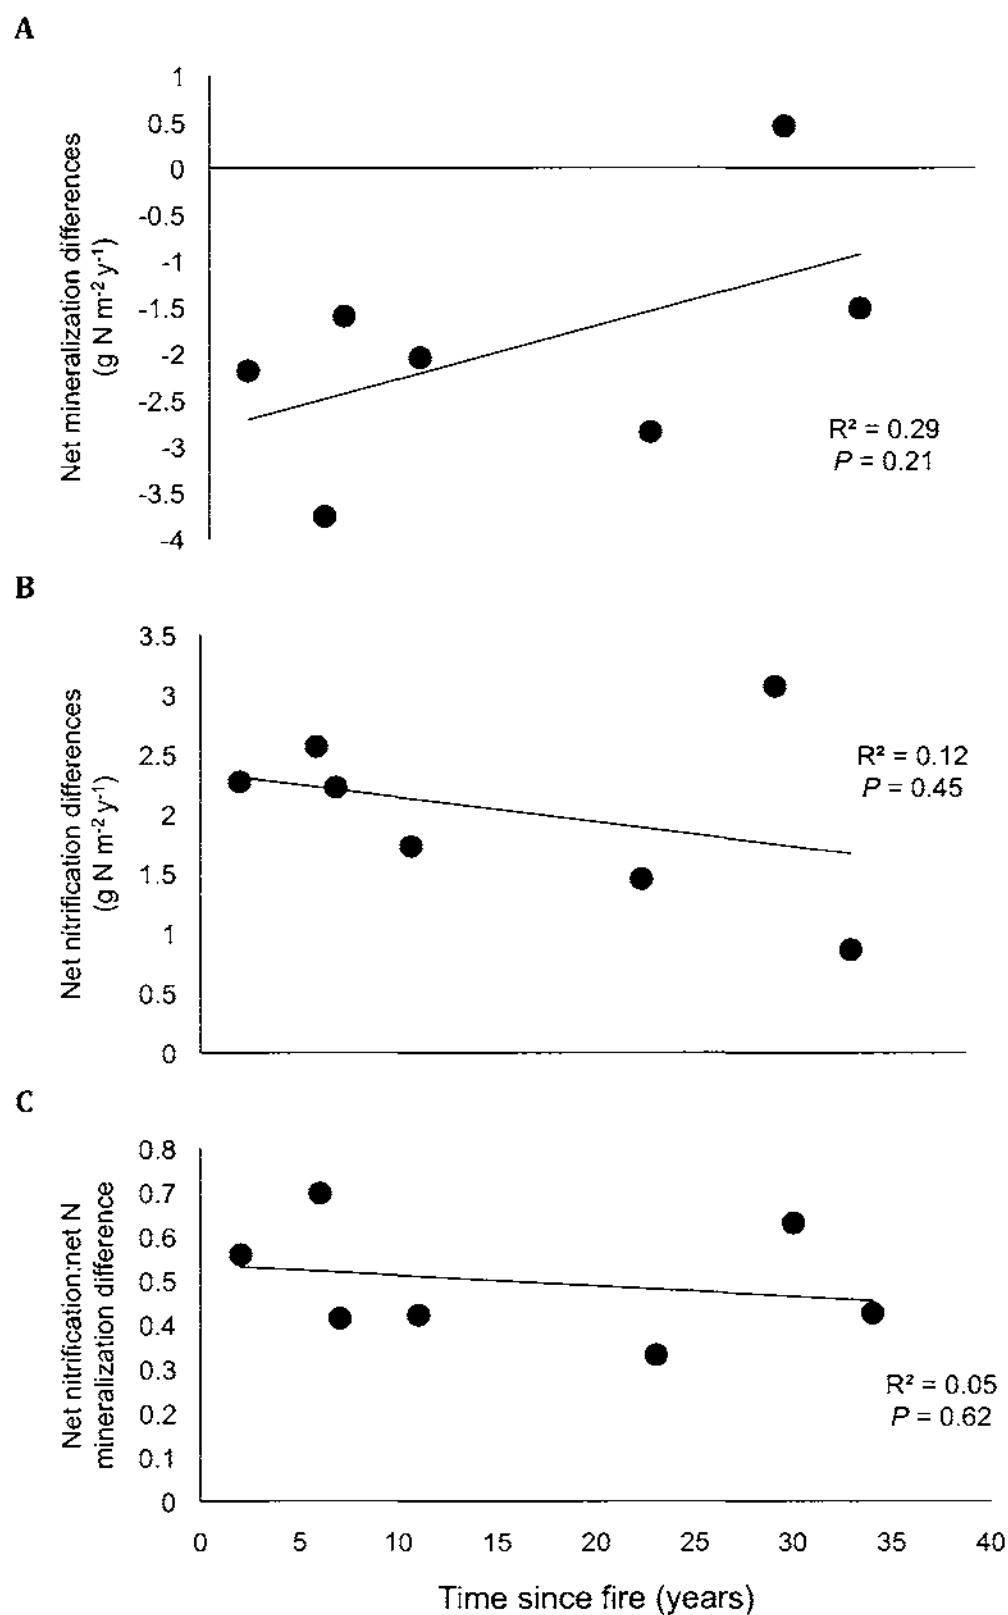 A
1
0.5
0
-0.5
-1
-1.5
-2
-2.5
-3
-3.5
-4
Net mineralization differences
(g N m⁻² y⁻¹)
R² = 0.29
P = 0.21
B
3.5
3
2.5
2
1.5
1
0.5
0
Net nitrification differences
(g N m⁻² y⁻¹)
R² = 0.12
P = 0.45
C
0.8
0.7
0.6
0.5
0.4
0.3
0.2
0.1
0
Net nitrification:net N
mineralization difference
R² = 0.05
P = 0.62
0 5 10 15 20 25 30 35 40
Time since fire (years)